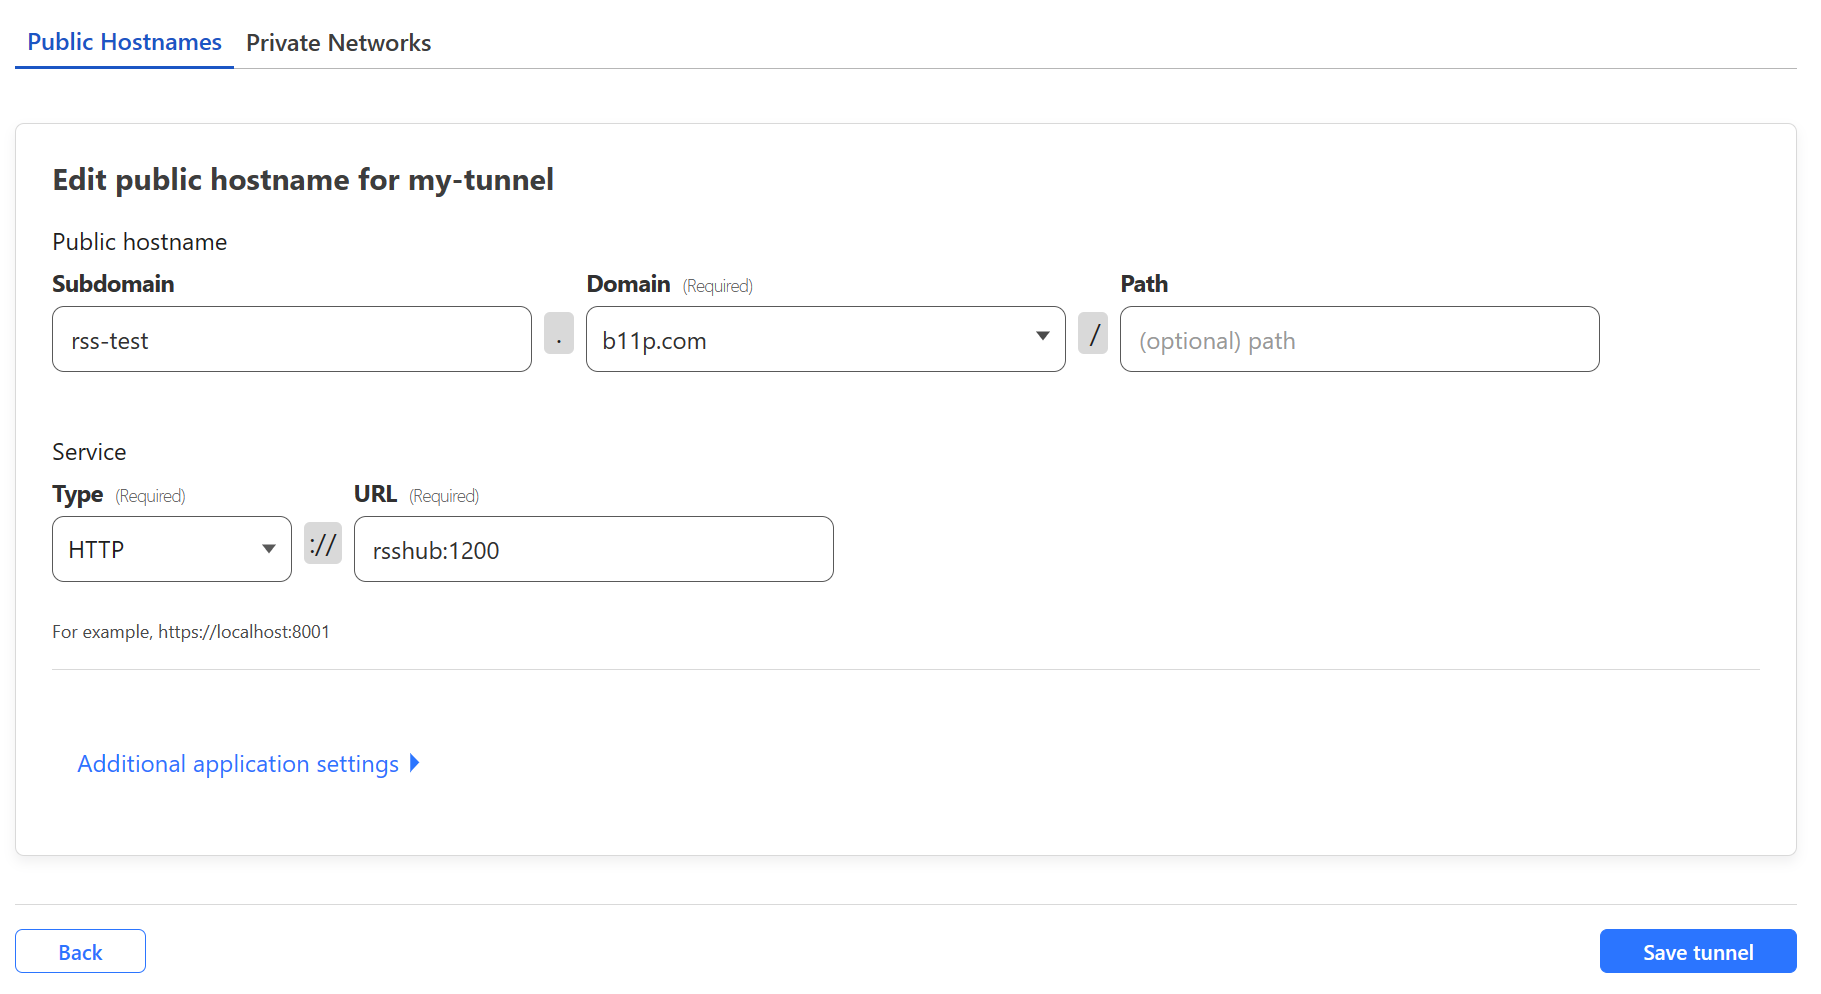 Public Hostnames Private Networks
Edit public hostname for my-tunnel
Public hostname
Subdomain Domain (Required) Path
rss-test . b11p.com / (optional) path
Service
Type (Required) URL (Required)
HTTP :// rsshub:1200
For example, https://localhost:8001
Additional application settings
Back Save tunnel